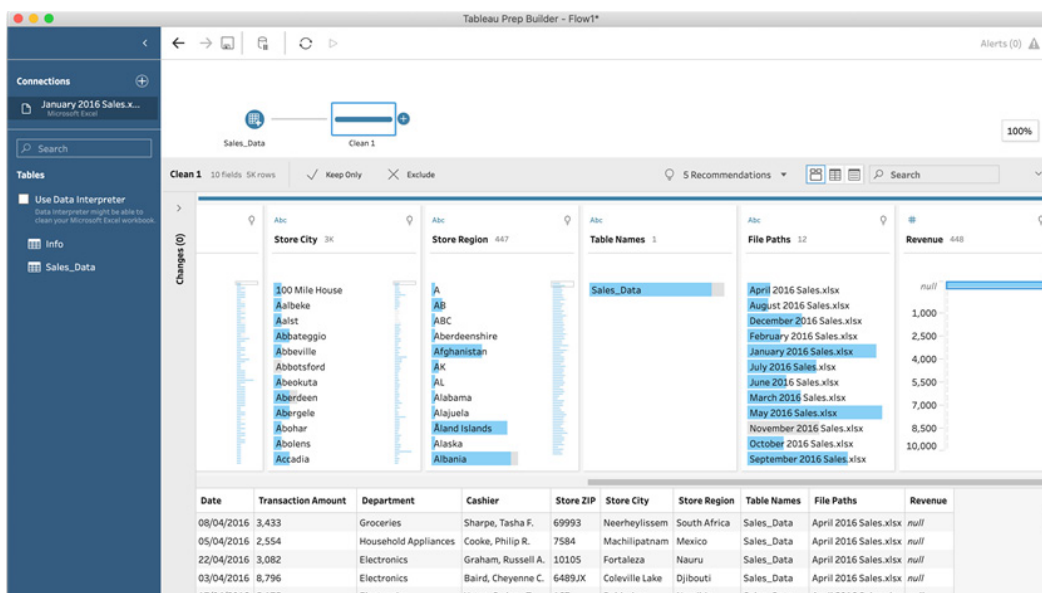 Tableau Prep Builder - Flow1*
Alerts (0)
Connections
January 2016 Sales.x...
Microsoft Excel
Search
Tables
Use Data Interpreter
Data Interpreter might be able to
clean your Microsoft Excel workbook.
Info
Sales_Data
Sales_Data
Clean 1
100%
Clean 1 10 fields 5K rows Keep Only Exclude 5 Recommendations Search
Changes (0)
Abc
Store City 3K
100 Mile House
Aalbeke
Aalst
Abbateggio
Abbeville
Abbotsford
Abeokuta
Aberdeen
Abergele
Abohar
Abolens
Accadia
Abc
Store Region 447
A
AB
ABC
Aberdeenshire
Afghanistan
AK
AL
Alabama
Alajuela
Åland Islands
Alaska
Albania
Abc
Table Names 1
Sales_Data
Abc
File Paths 12
April 2016 Sales.xlsx
August 2016 Sales.xlsx
December 2016 Sales.xlsx
February 2016 Sales.xlsx
January 2016 Sales.xlsx
July 2016 Sales.xlsx
June 2016 Sales.xlsx
March 2016 Sales.xlsx
May 2016 Sales.xlsx
November 2016 Sales.xlsx
October 2016 Sales.xlsx
September 2016 Sales.xlsx
#
Revenue 448
null
1,000
2,500
4,000
5,500
7,000
8,500
10,000
Date Transaction Amount Department Cashier Store ZIP Store City Store Region Table Names File Paths Revenue
08/04/2016 3,433 Groceries Sharpe, Tasha F. 69993 Neerheylissem South Africa Sales_Data April 2016 Sales.xlsx null
05/04/2016 2,554 Household Appliances Cooke, Philip R. 7584 Machilipatnam Mexico Sales_Data April 2016 Sales.xlsx null
22/04/2016 3,082 Electronics Graham, Russell A. 10105 Fortaleza Nauru Sales_Data April 2016 Sales.xlsx null
03/04/2016 8,796 Electronics Baird, Cheyenne C. 6489JX Coleville Lake Djibouti Sales_Data April 2016 Sales.xlsx null